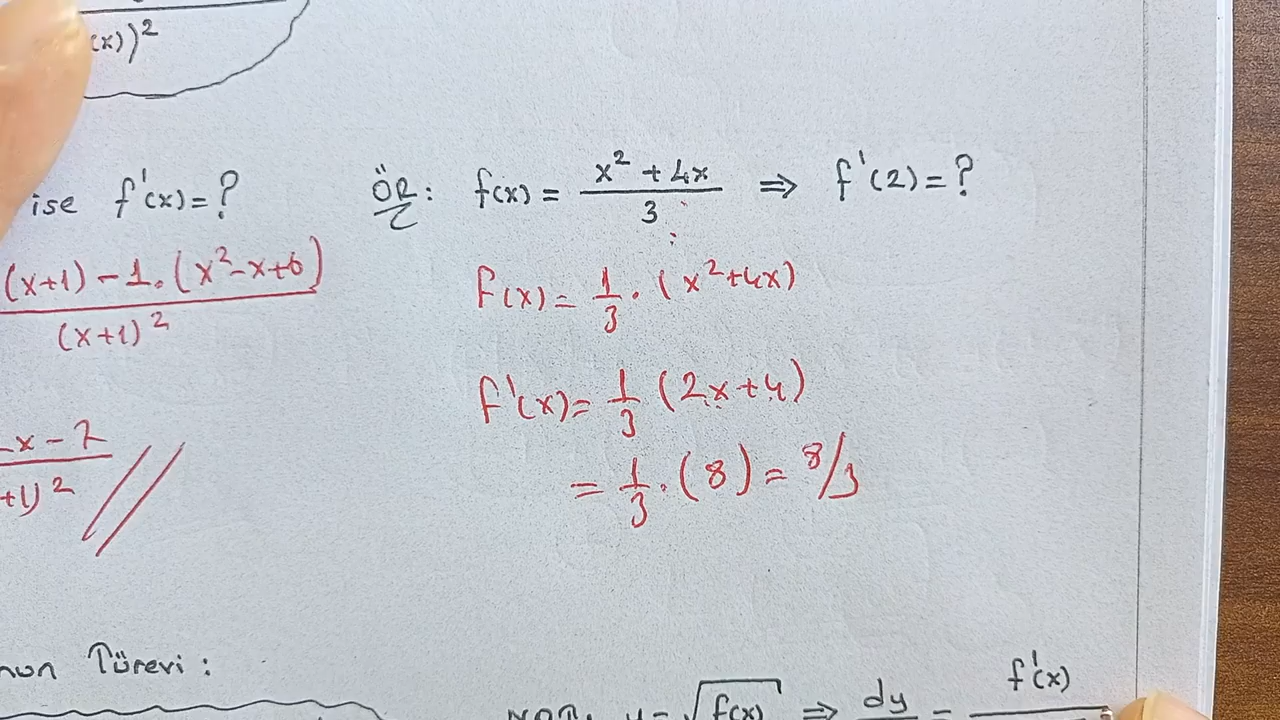 (x))²
ise f'(x)=?
(x+1) - 1.(x²-x+6)
(x+1)²
x - 7
+1)²
ÖR: f(x) = x² + 4x / 3 ⇒ f'(2) = ?
f(x) = 1/3 . (x²+4x)
f'(x) = 1/3 (2x+4)
= 1/3 . (8) = 8/3
nun Türevi:
y = √f(x) ⇒ dy = f'(x)